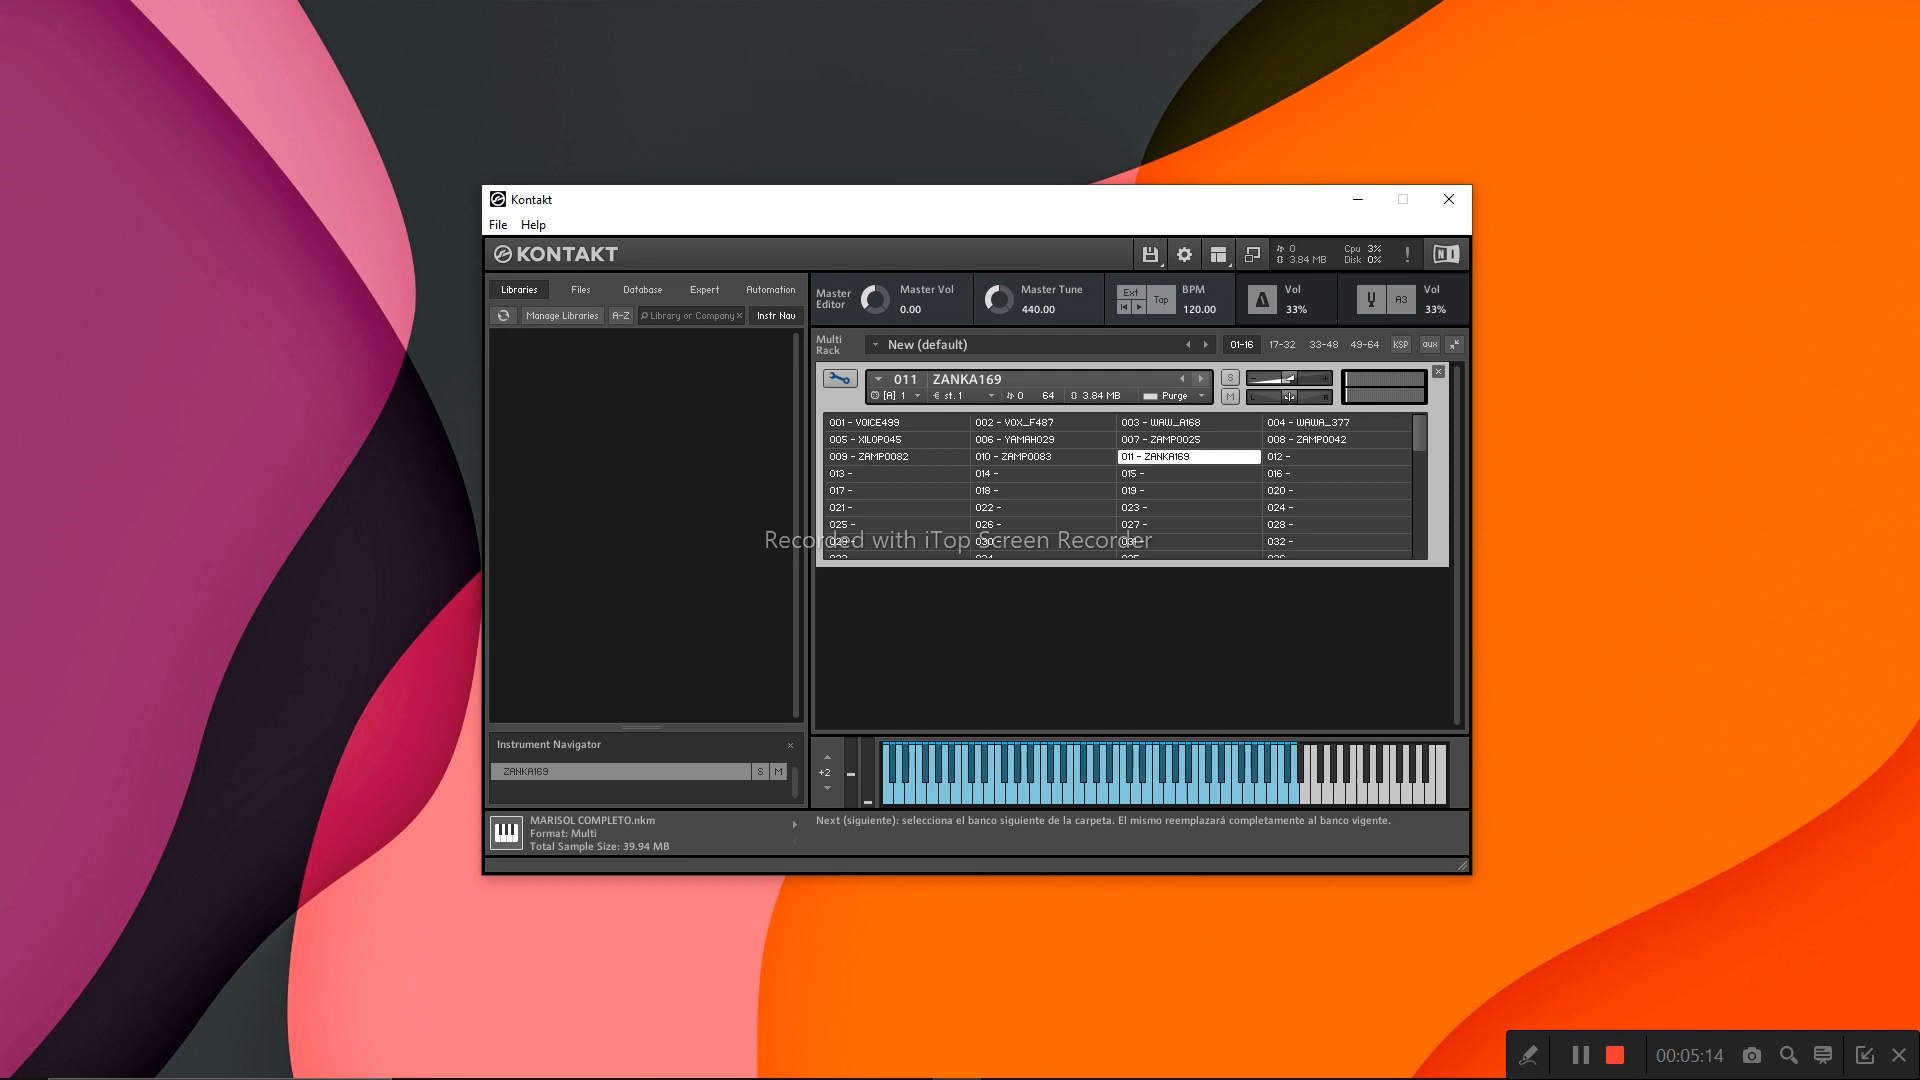 Kontakt
File Help
KONTAKT
0
3.84 MB
Cpu 3%
Disk 0%
!
NI
Libraries Files Database Expert Automation
Manage Libraries A-Z Library or Company Instr Nav
Master Editor
Master Vol
0.00
Master Tune
440.00
Ext Tap
BPM
120.00
Vol
33%
A3
Vol
33%
Multi Rack
New (default)
01-16 17-32 33-48 49-64 KSP aux
011 ZANKA169
[A] 1 st. 1 0 64 3.84 MB Purge
S
M
L R
001 - VOICE499 002 - VOX_F487 003 - WAW_A168 004 - WAWA_377
005 - XILOP045 006 - YAMAH029 007 - ZAMP0025 008 - ZAMP0042
009 - ZAMP0082 010 - ZAMP0083 011 - ZANKA169 012 -
013 - 014 - 015 - 016 -
017 - 018 - 019 - 020 -
021 - 022 - 023 - 024 -
025 - 026 - 027 - 028 -
029 - 030 - 031 - 032 -
Recorded with iTop Screen Recorder
Instrument Navigator
ZANKA169 S M
+2
MARISOL COMPLETO.nkm
Format: Multi
Total Sample Size: 39.94 MB
Next (siguiente): selecciona el banco siguiente de la carpeta. El mismo reemplazará completamente al banco vigente.
00:05:14